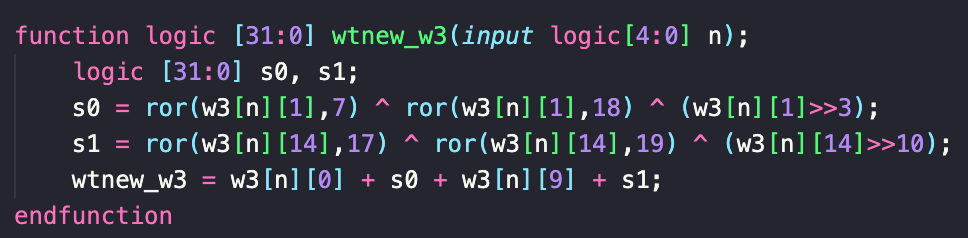 function logic [31:0] wtnew_w3(input logic[4:0] n);
    logic [31:0] s0, s1;
    s0 = ror(w3[n][1],7) ^ ror(w3[n][1],18) ^ (w3[n][1]>>3);
    s1 = ror(w3[n][14],17) ^ ror(w3[n][14],19) ^ (w3[n][14]>>10);
    wtnew_w3 = w3[n][0] + s0 + w3[n][9] + s1;
endfunction